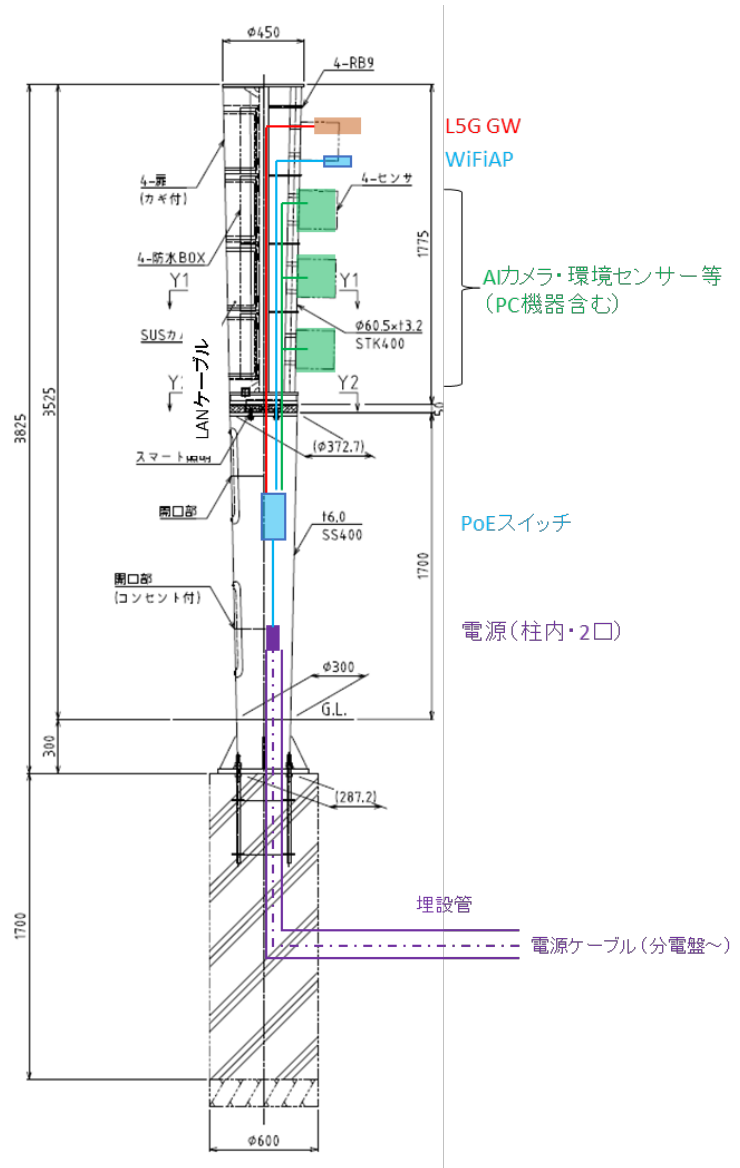 φ450
4-RB9
L5G GW
WiFiAP
4-扉
(カギ付)
4-センサ
4-防水BOX
1775
AIカメラ・環境センサー等
(PC機器含む)
Y1
Y1
φ60.5×t3.2
STK400
SUSカ
LANケーブル
Y2
50
3525
3825
(φ372.7)
スマート照明
開口部
t6.0
SS400
PoEスイッチ
1700
開口部
(コンセント付)
電源(柱内・2口)
φ300
G.L.
300
(287.2)
1700
埋設管
電源ケーブル(分電盤～)
φ600